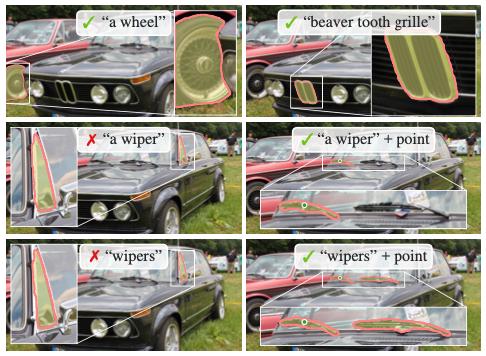 ✓ “a wheel”
✓ “beaver tooth grille”
✗ “a wiper”
✓ “a wiper” + point
✗ “wipers”
✓ “wipers” + point